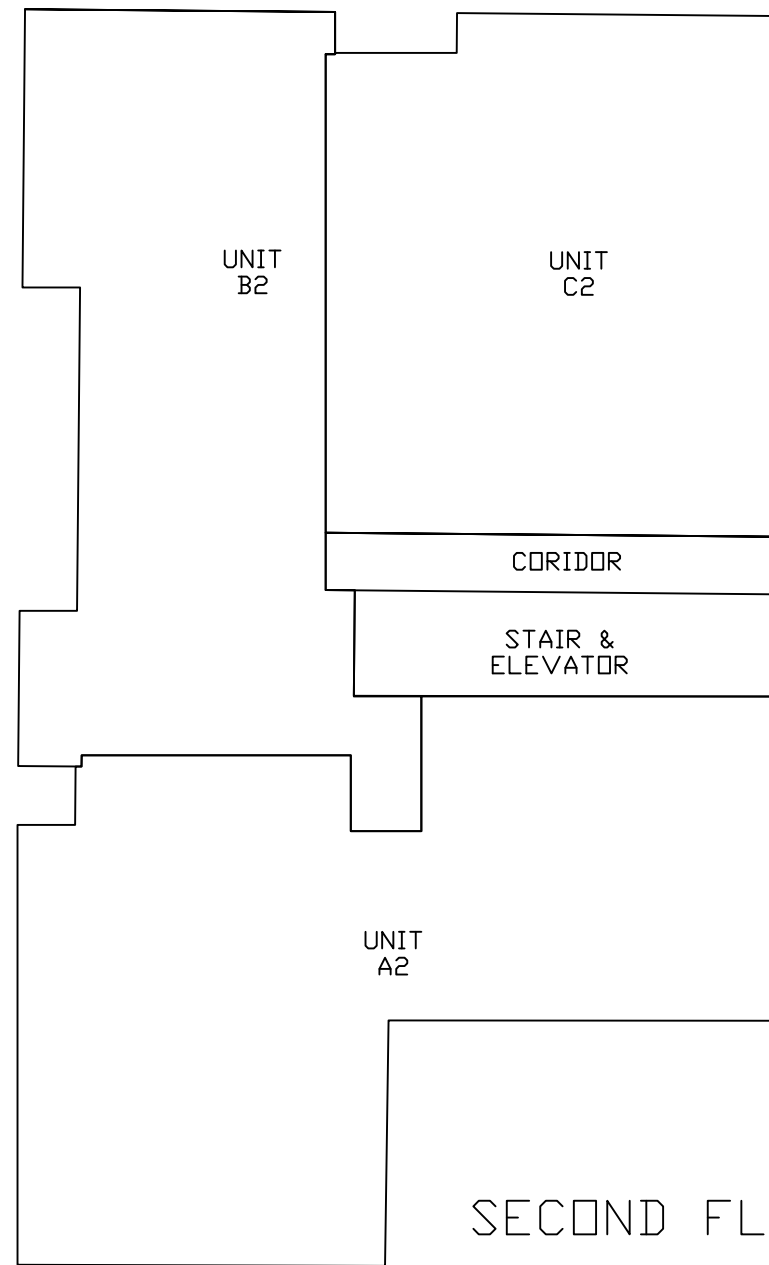 UNIT
B2
UNIT
C2
CORIDOR
STAIR &
ELEVATOR
UNIT
A2
SECOND FL